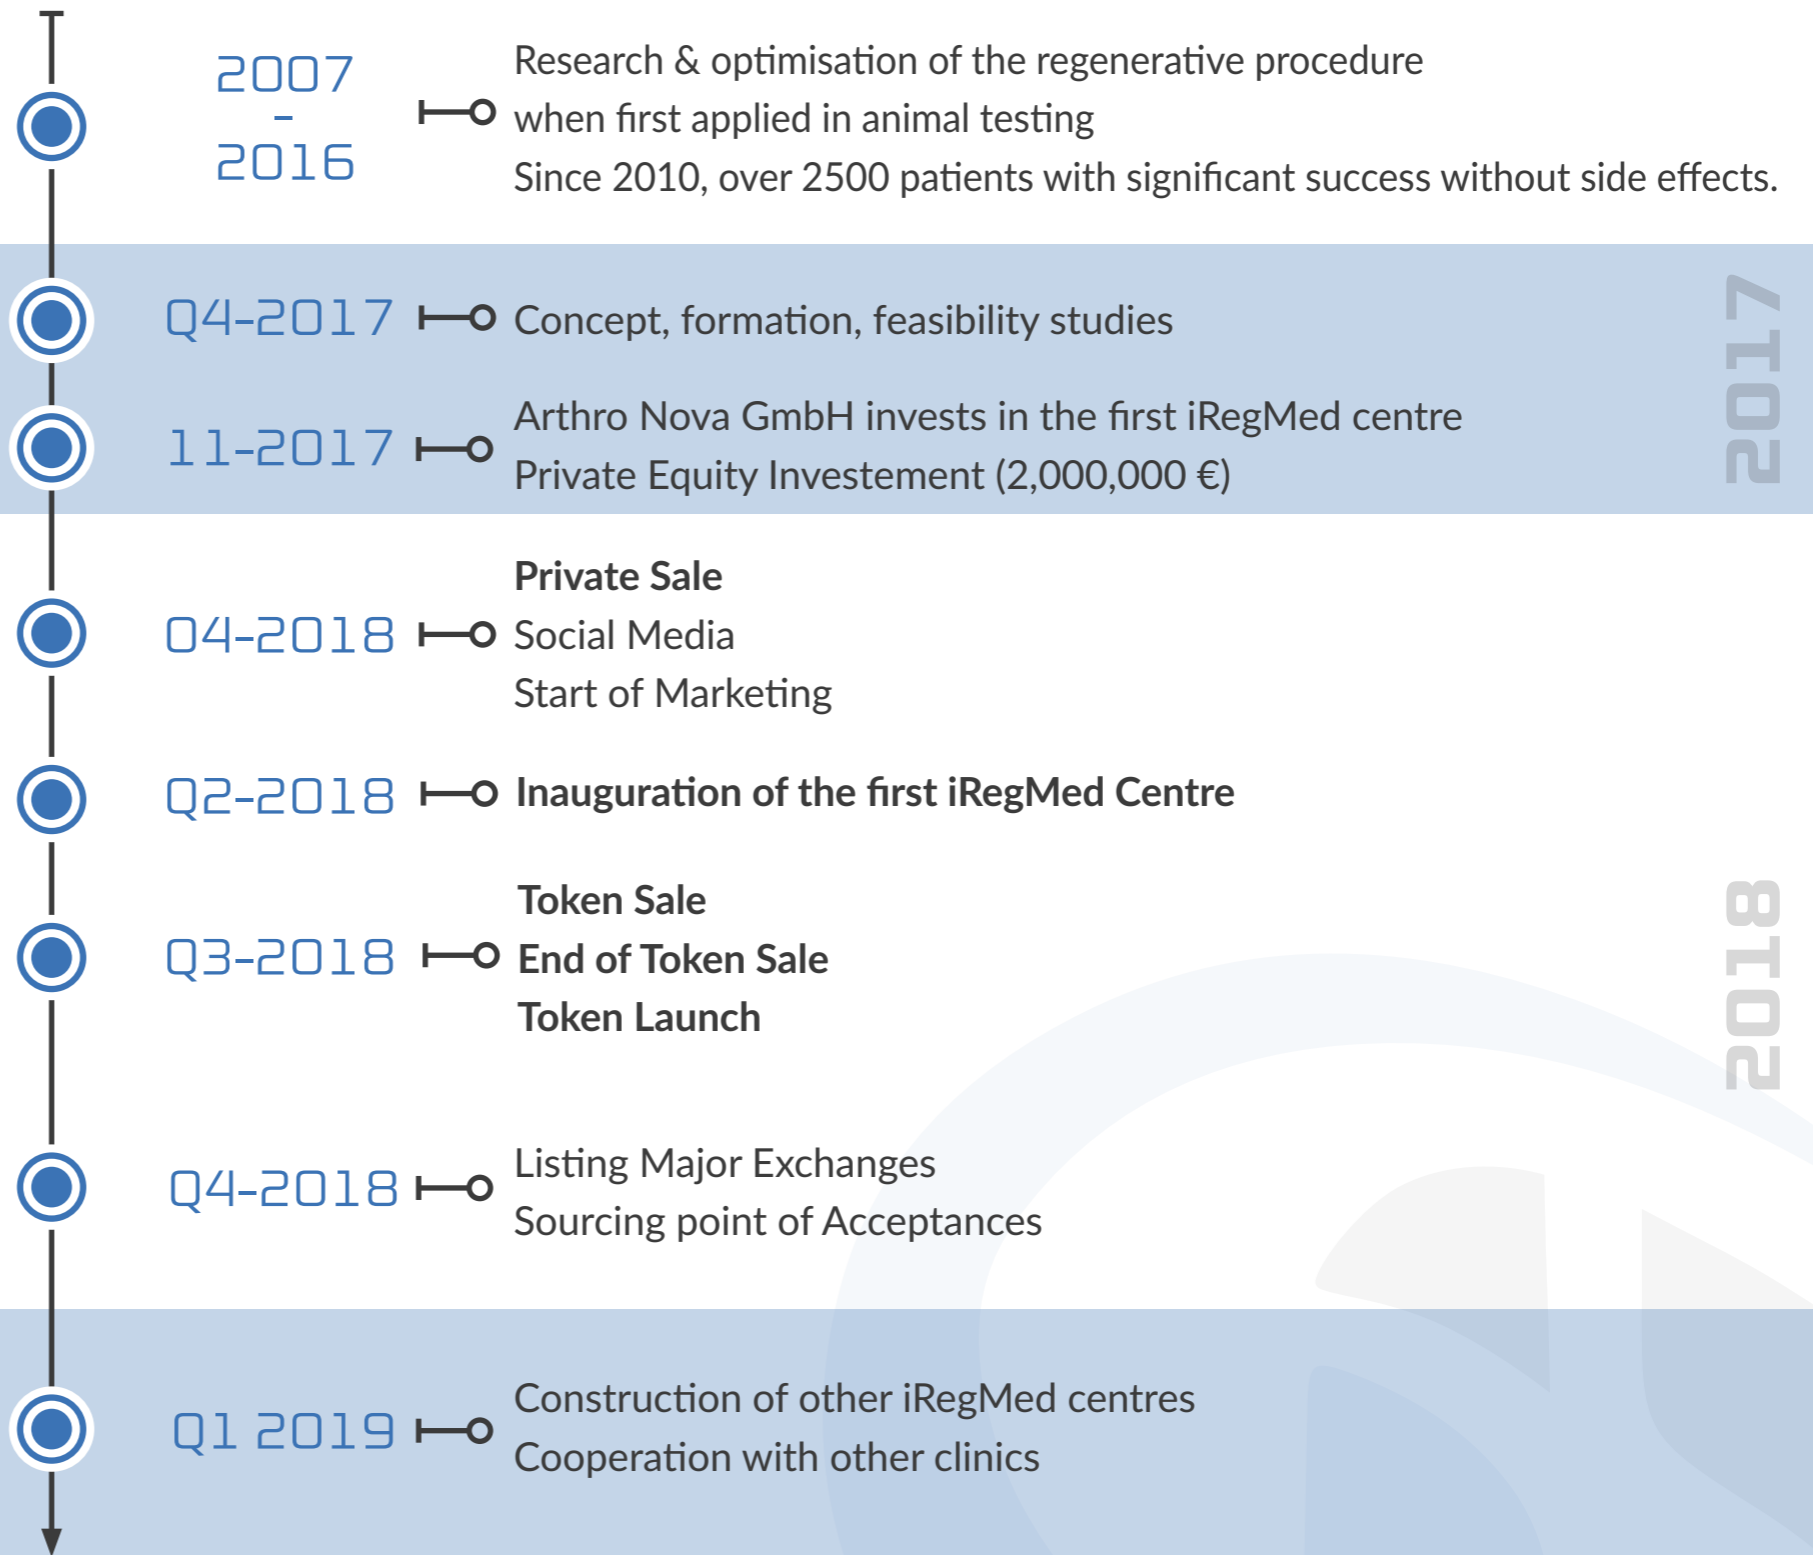 2007
-
2016
Research & optimisation of the regenerative procedure
when first applied in animal testing
Since 2010, over 2500 patients with significant success without side effects.
2017
Q4-2017
Concept, formation, feasibility studies
11-2017
Arthro Nova GmbH invests in the first iRegMed centre
Private Equity Investement (2,000,000 €)
04-2018
Private Sale
Social Media
Start of Marketing
Q2-2018
Inauguration of the first iRegMed Centre
2018
Q3-2018
Token Sale
End of Token Sale
Token Launch
Q4-2018
Listing Major Exchanges
Sourcing point of Acceptances
Q1 2019
Construction of other iRegMed centres
Cooperation with other clinics